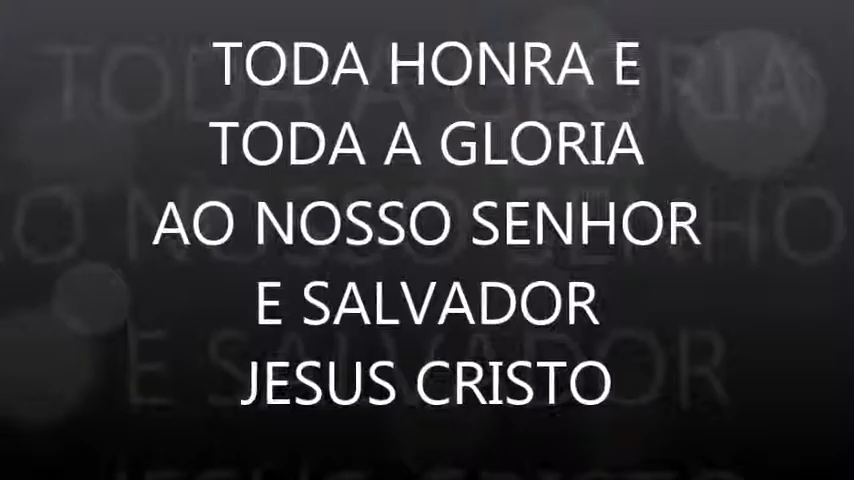 TODA HONRA E
TODA A GLORIA
AO NOSSO SENHOR
E SALVADOR
JESUS CRISTO